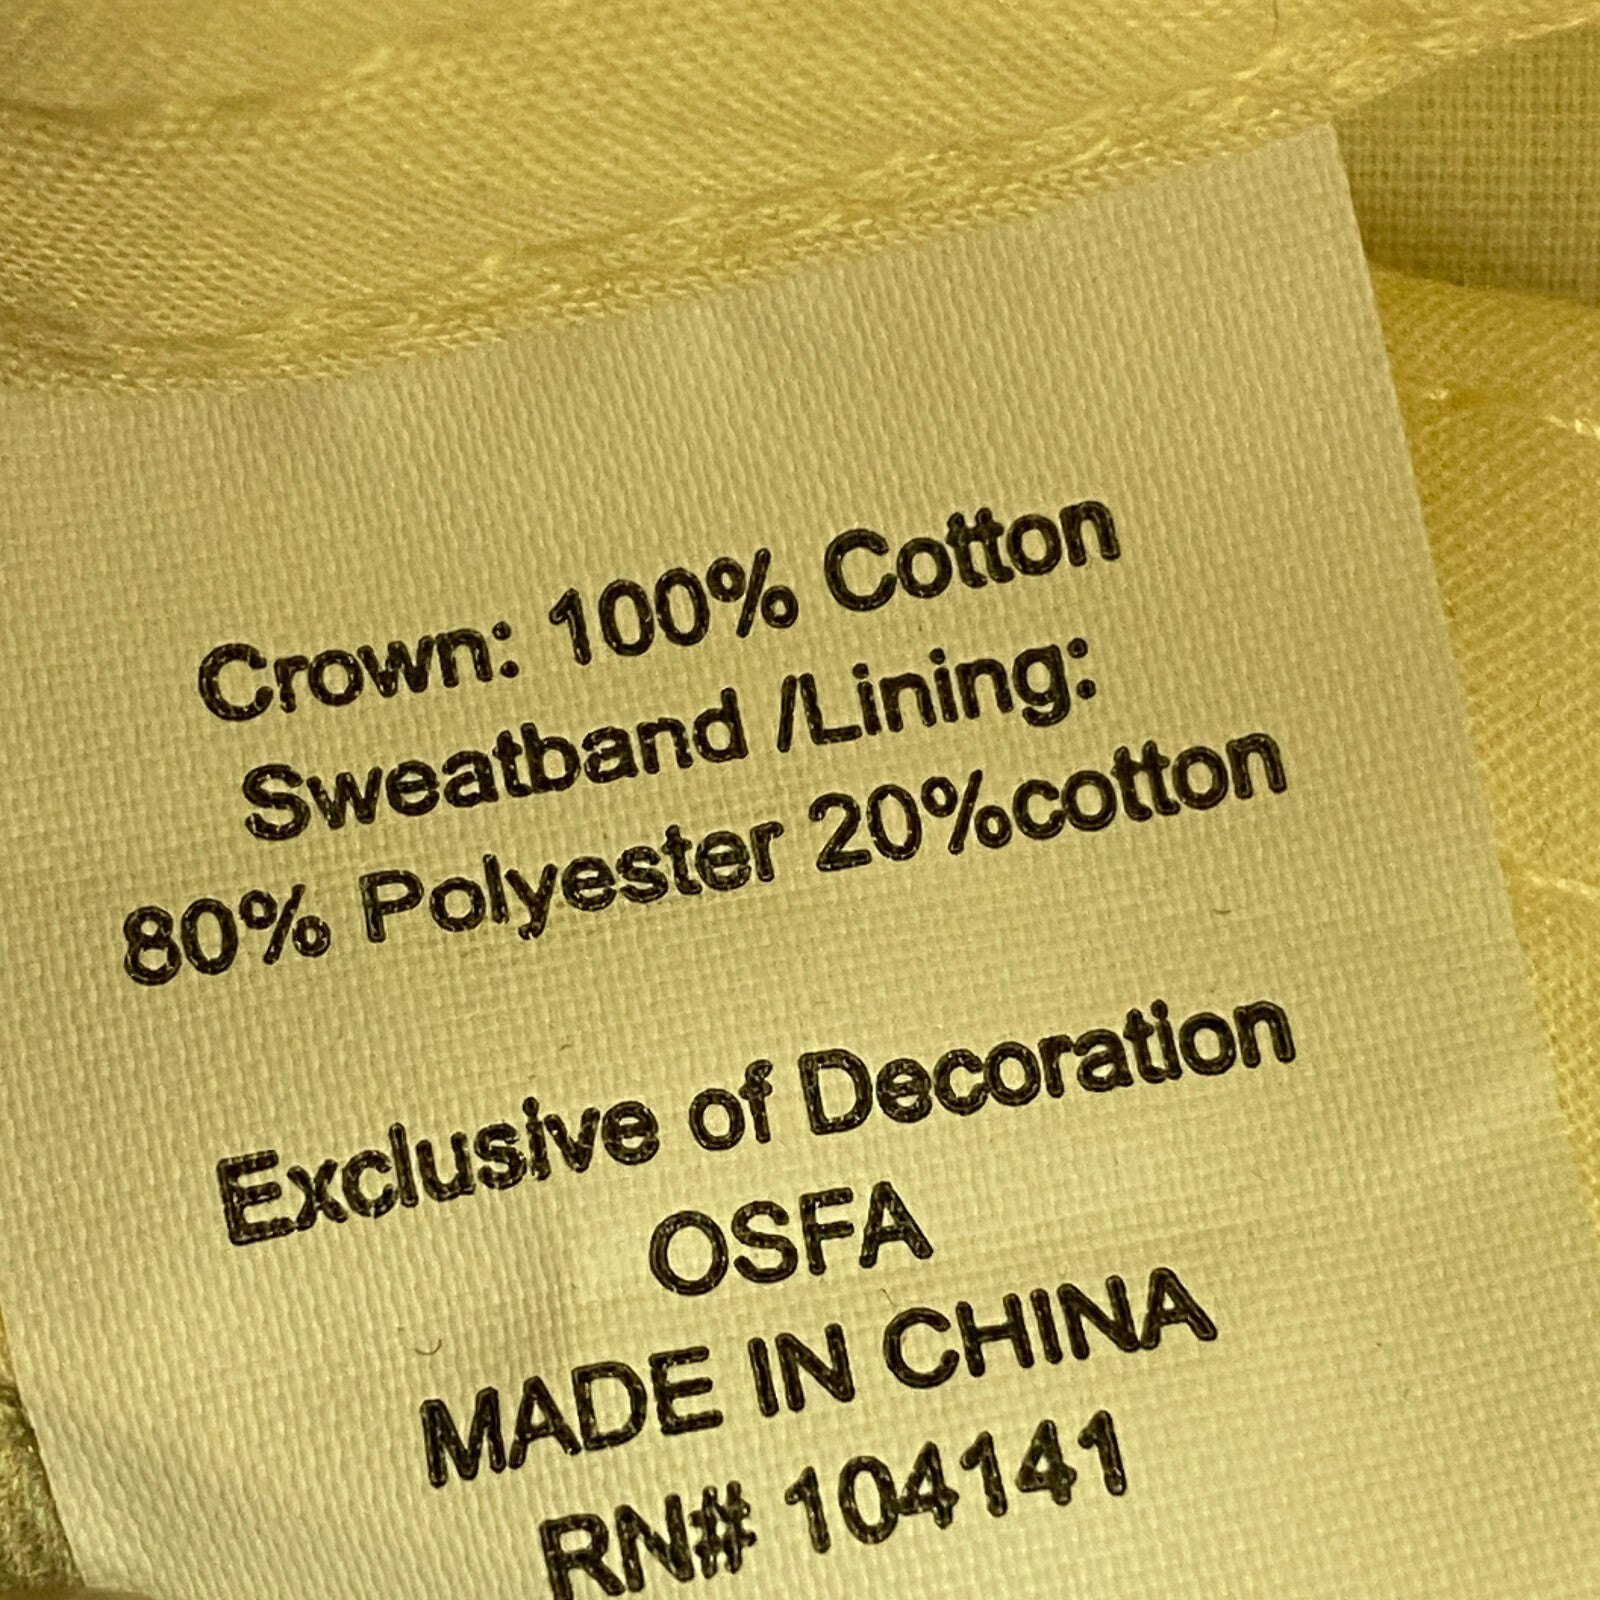 Crown: 100% Cotton
Sweatband /Lining:
80% Polyester 20%cotton
Exclusive of Decoration
OSFA
MADE IN CHINA
RN# 104141